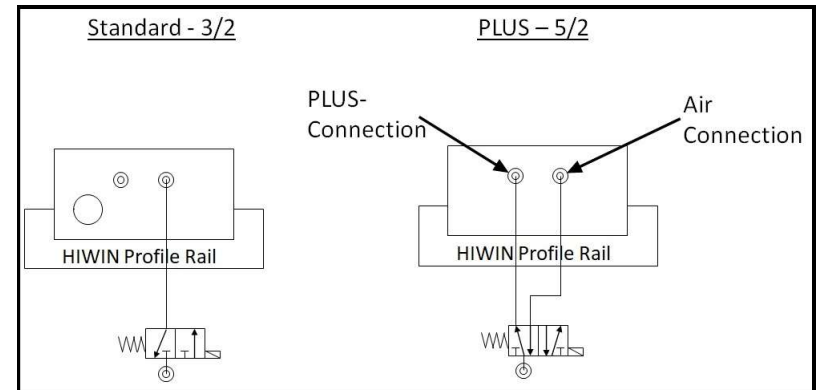 Standard - 3/2
PLUS – 5/2
PLUS-
Connection
Air
Connection
HIWIN Profile Rail
HIWIN Profile Rail